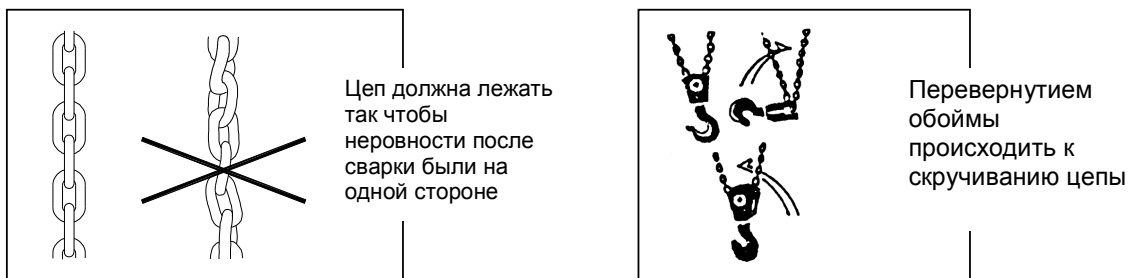 Цеп должна лежать
так чтобы
неровности после
сварки были на
одной стороне
Перевернутием
обоймы
происходить к
скручиванию цепы